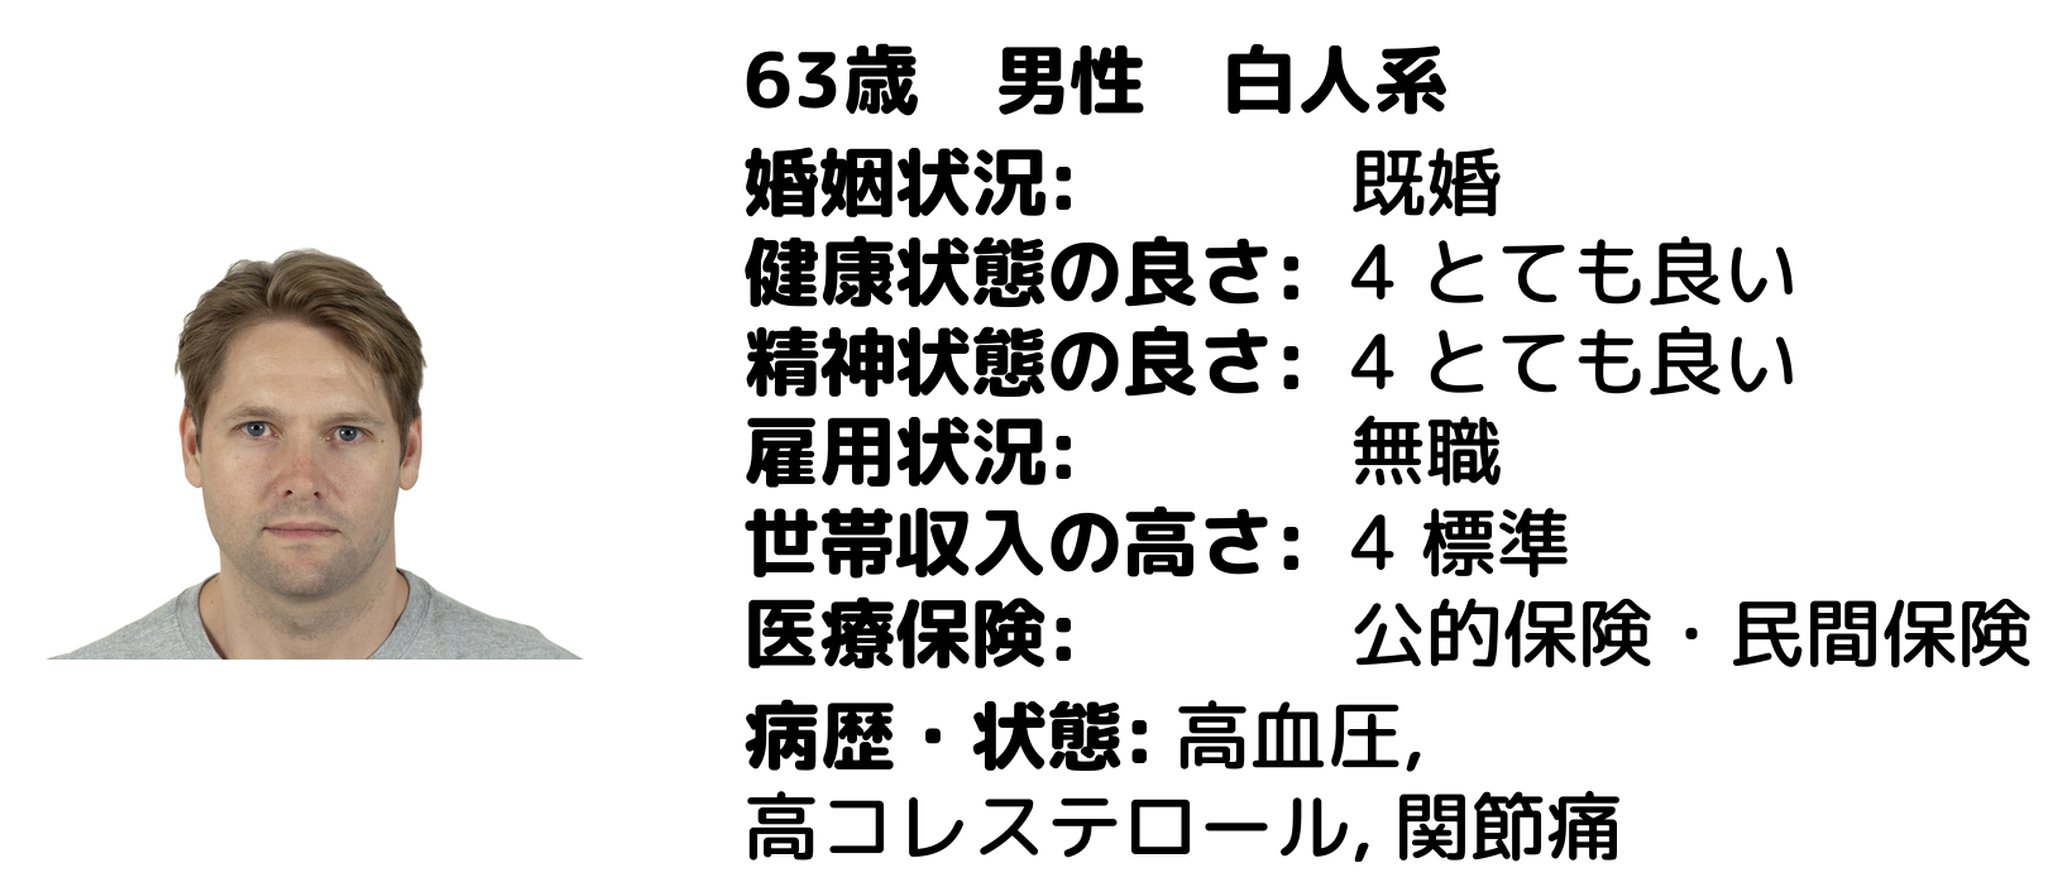 63歳　男性　白人系
婚姻状況: 既婚
健康状態の良さ: 4 とても良い
精神状態の良さ: 4 とても良い
雇用状況: 無職
世帯収入の高さ: 4 標準
医療保険: 公的保険・民間保険
病歴・状態: 高血圧,
高コレステロール, 関節痛